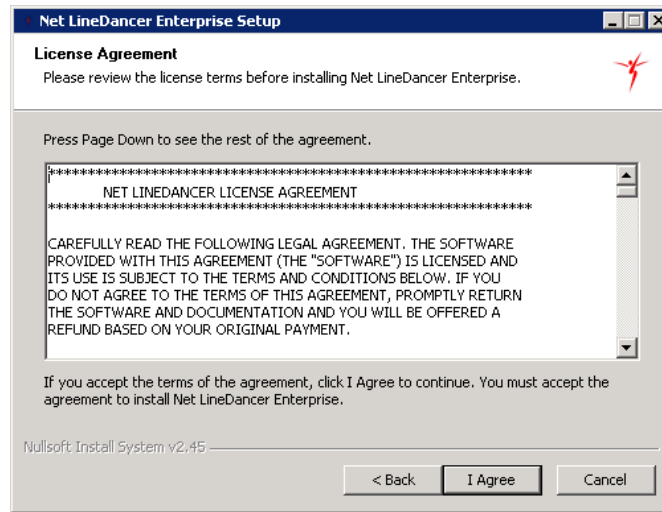 Net LineDancer Enterprise Setup
License Agreement
Please review the license terms before installing Net LineDancer Enterprise.
Press Page Down to see the rest of the agreement.
**************************************************************
NET LINEDANCER LICENSE AGREEMENT
**************************************************************
CAREFULLY READ THE FOLLOWING LEGAL AGREEMENT. THE SOFTWARE
PROVIDED WITH THIS AGREEMENT (THE "SOFTWARE") IS LICENSED AND
ITS USE IS SUBJECT TO THE TERMS AND CONDITIONS BELOW. IF YOU
DO NOT AGREE TO THE TERMS OF THIS AGREEMENT, PROMPTLY RETURN
THE SOFTWARE AND DOCUMENTATION AND YOU WILL BE OFFERED A
REFUND BASED ON YOUR ORIGINAL PAYMENT.
If you accept the terms of the agreement, click I Agree to continue. You must accept the
agreement to install Net LineDancer Enterprise.
Nullsoft Install System v2.45
< Back I Agree Cancel